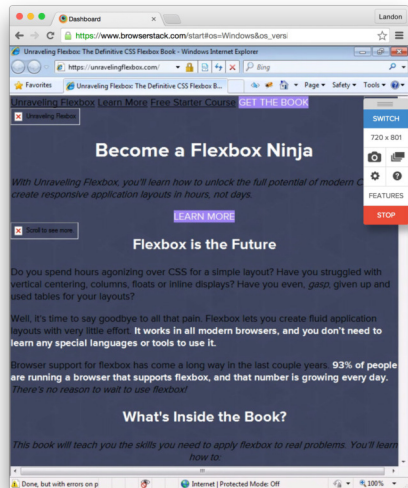 Dashboard
Landon
https://www.browserstack.com/start#os=Windows&os_vers
Unraveling Flexbox: The Definitive CSS Flexbox Book - Windows Internet Explorer
https://unravelingflexbox.com/
Bing
Favorites
Unraveling Flexbox: The Definitive CSS Flexbox B...
Page
Safety
Tools
Unraveling Flexbox Learn More Free Starter Course GET THE BOOK
Unraveling Flexbox
SWITCH
720 x 801
FEATURES
STOP
Become a Flexbox Ninja
With Unraveling Flexbox, you'll learn how to unlock the full potential of modern C
create responsive application layouts in hours, not days.
LEARN MORE
Scroll to see more.
Flexbox is the Future
Do you spend hours agonizing over CSS for a simple layout? Have you struggled with
vertical centering, columns, floats or inline displays? Have you even, gasp, given up and
used tables for your layouts?
Well, it's time to say goodbye to all that pain. Flexbox lets you create fluid application
layouts with very little effort. It works in all modern browsers, and you don't need to
learn any special languages or tools to use it.
Browser support for flexbox has come a long way in the last couple years. 93% of people
are running a browser that supports flexbox, and that number is growing every day.
There's no reason to wait to use flexbox!
What's Inside the Book?
This book will teach you the skills you need to apply flexbox to real problems. You'll learn
how to:
Done, but with errors on p
Internet | Protected Mode: Off
100%